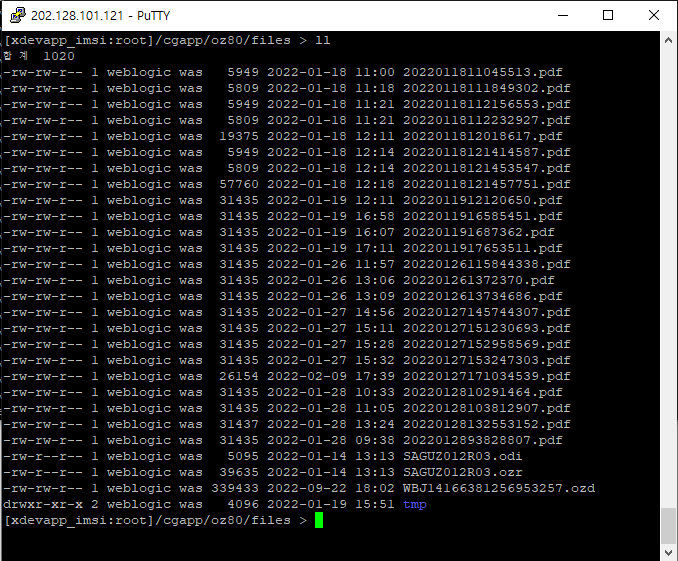 202.128.101.121 - PuTTY
[xdevapp_imsi:root]/cgapp/oz80/files > ll
합계 1020
-rw-rw-r-- 1 weblogic was   5949 2022-01-18 11:00 2022011811045513.pdf
-rw-rw-r-- 1 weblogic was   5809 2022-01-18 11:18 20220118111849302.pdf
-rw-rw-r-- 1 weblogic was   5949 2022-01-18 11:21 20220118112156553.pdf
-rw-rw-r-- 1 weblogic was   5809 2022-01-18 11:21 20220118112232927.pdf
-rw-rw-r-- 1 weblogic was  19375 2022-01-18 12:11 2022011812018617.pdf
-rw-rw-r-- 1 weblogic was   5949 2022-01-18 12:14 20220118121414587.pdf
-rw-rw-r-- 1 weblogic was   5809 2022-01-18 12:14 20220118121453547.pdf
-rw-rw-r-- 1 weblogic was  57760 2022-01-18 12:18 20220118121457751.pdf
-rw-rw-r-- 1 weblogic was  31435 2022-01-19 12:11 2022011912120650.pdf
-rw-rw-r-- 1 weblogic was  31435 2022-01-19 16:58 2022011916585451.pdf
-rw-rw-r-- 1 weblogic was  31435 2022-01-19 16:07 202201191687362.pdf
-rw-rw-r-- 1 weblogic was  31435 2022-01-19 17:11 2022011917653511.pdf
-rw-rw-r-- 1 weblogic was  31435 2022-01-26 11:57 20220126115844338.pdf
-rw-rw-r-- 1 weblogic was  31435 2022-01-26 13:06 202201261372370.pdf
-rw-rw-r-- 1 weblogic was  31435 2022-01-26 13:09 2022012613734686.pdf
-rw-rw-r-- 1 weblogic was  31435 2022-01-27 14:56 20220127145744307.pdf
-rw-rw-r-- 1 weblogic was  31435 2022-01-27 15:11 20220127151230693.pdf
-rw-rw-r-- 1 weblogic was  31435 2022-01-27 15:28 20220127152958569.pdf
-rw-rw-r-- 1 weblogic was  31435 2022-01-27 15:32 20220127153247303.pdf
-rw-rw-r-- 1 weblogic was  26154 2022-02-09 17:39 20220127171034539.pdf
-rw-rw-r-- 1 weblogic was  31435 2022-01-28 10:33 2022012810291464.pdf
-rw-rw-r-- 1 weblogic was  31435 2022-01-28 11:05 20220128103812907.pdf
-rw-rw-r-- 1 weblogic was  31437 2022-01-28 13:24 20220128132553152.pdf
-rw-rw-r-- 1 weblogic was  31435 2022-01-28 09:38 2022012893828807.pdf
-rw-r--r-- 1 weblogic was   5095 2022-01-14 13:13 SAGUZ012R03.odi
-rw-r--r-- 1 weblogic was  39635 2022-01-14 13:13 SAGUZ012R03.ozr
-rw-rw-r-- 1 weblogic was 339433 2022-09-22 18:02 WBJ14166381256953257.ozd
drwxr-xr-x 2 weblogic was   4096 2022-01-19 15:51 tmp
[xdevapp_imsi:root]/cgapp/oz80/files >